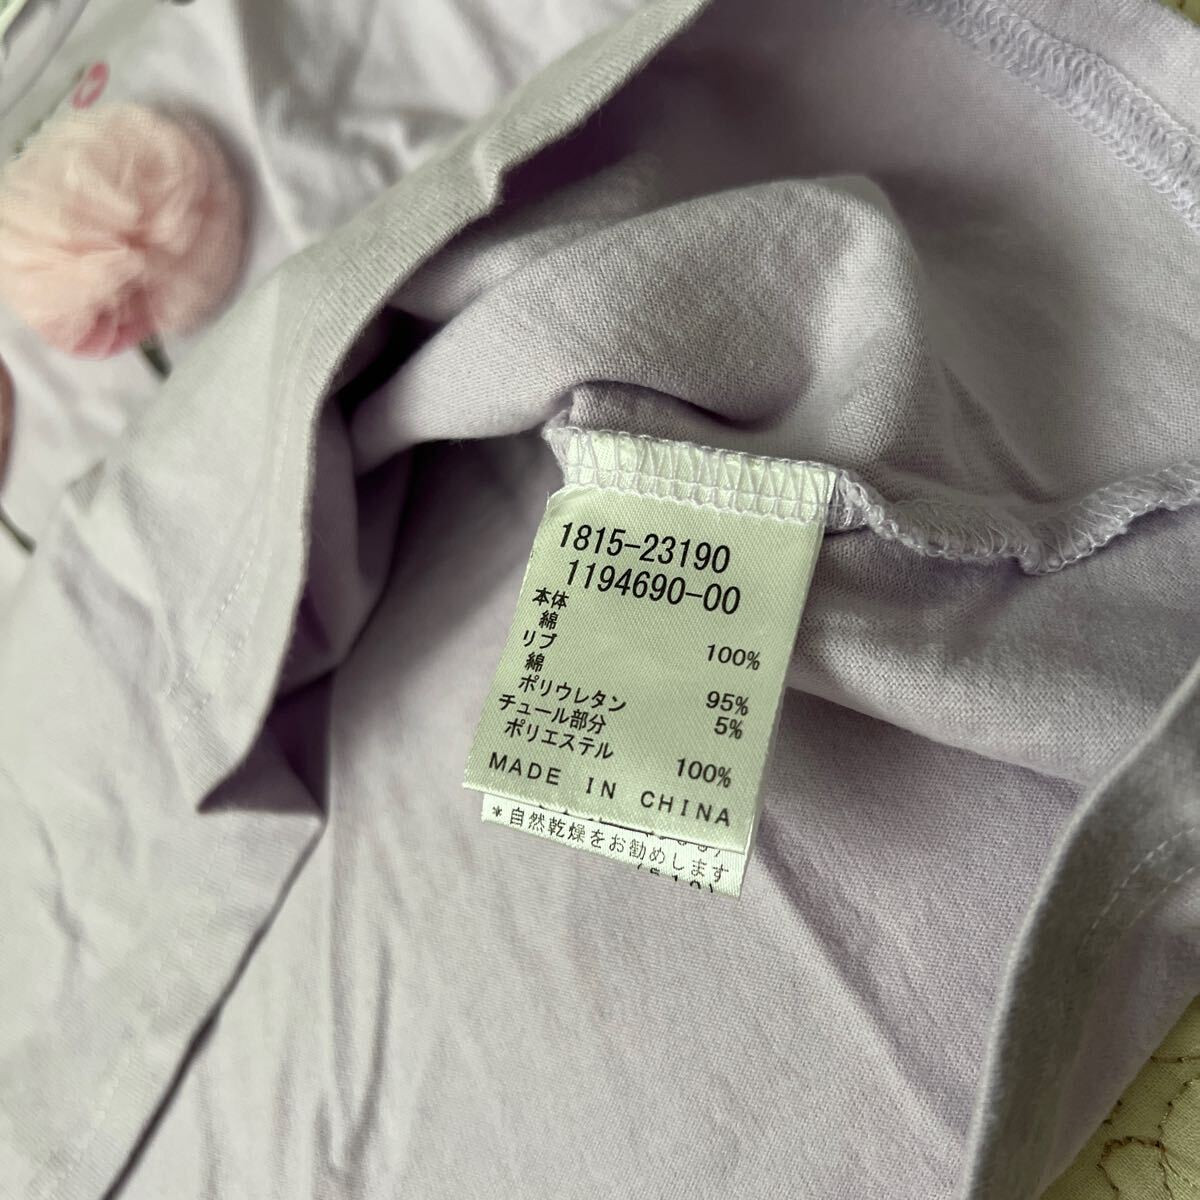 1815-23190
1194690-00
本体
綿 100%
リブ
綿 95%
ポリウレタン 5%
チュール部分
ポリエステル 100%
MADE IN CHINA
*自然乾燥をお勧めします